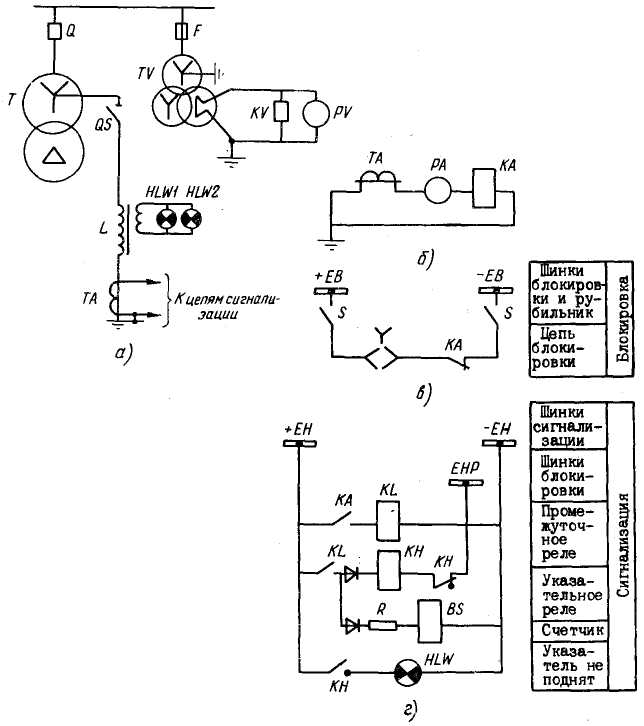 Q
F
T
TV
QS
KV
PV
HLW1 HLW2
L
TA
К цепям сигнали-
зации
а)
TA
PA
KA
б)
+EB
-EB
S
S
KA
в)
Шинки
блокиров-
ки и ру-
бильник
Цепь
блоки-
ровки
Блокировка
+EH
-EH
EHP
KA
KL
KL
KH
KH
R
BS
KH
HLW
г)
Шинки
сигнали-
зации
Шинки
блоки-
ровки
Проме-
жуточ-
ное
реле
Указа-
тельное
реле
Счетчик
Указа-
тель не
поднят
Сигнализация